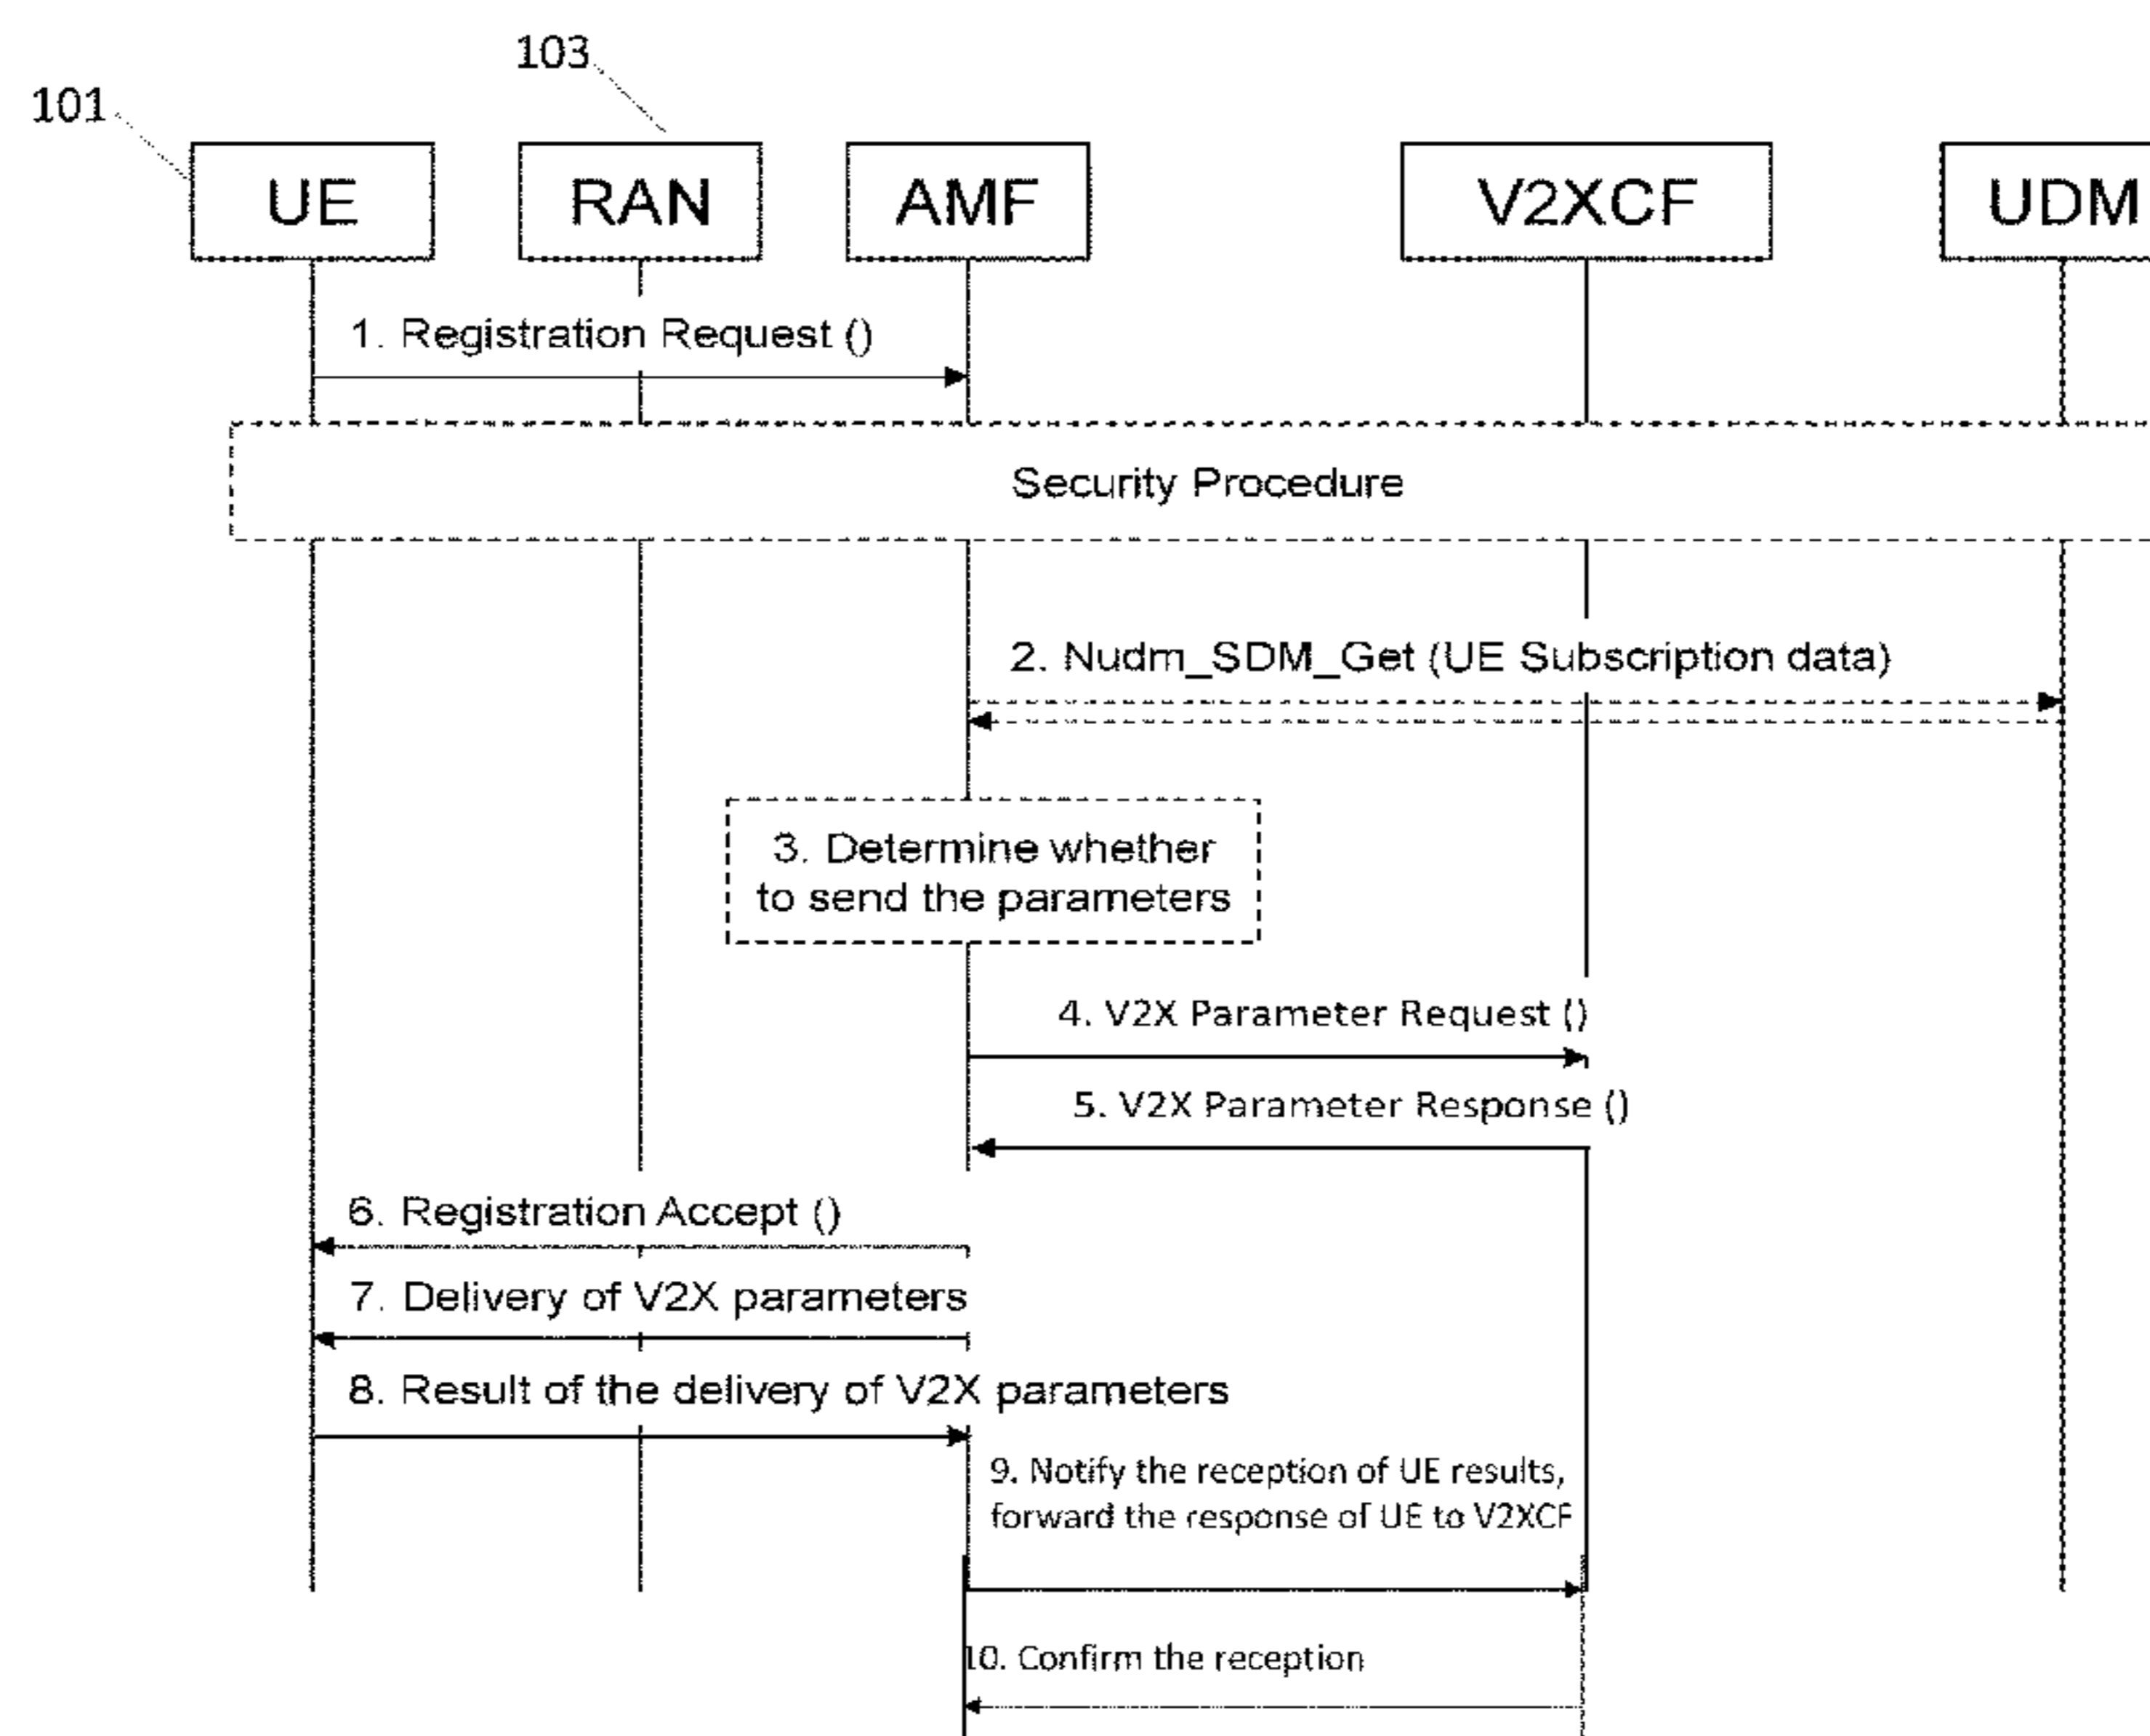 103
101
UE
RAN
AMF
V2XCF
UDM
1. Registration Request ()
Security Procedure
2. Nudm_SDM_Get (UE Subscription data)
3. Determine whether
to send the parameters
4. V2X Parameter Request ()
5. V2X Parameter Response ()
6. Registration Accept ()
7. Delivery of V2X parameters
8. Result of the delivery of V2X parameters
9. Notify the reception of UE results,
forward the response of UE to V2XCF
10. Confirm the reception